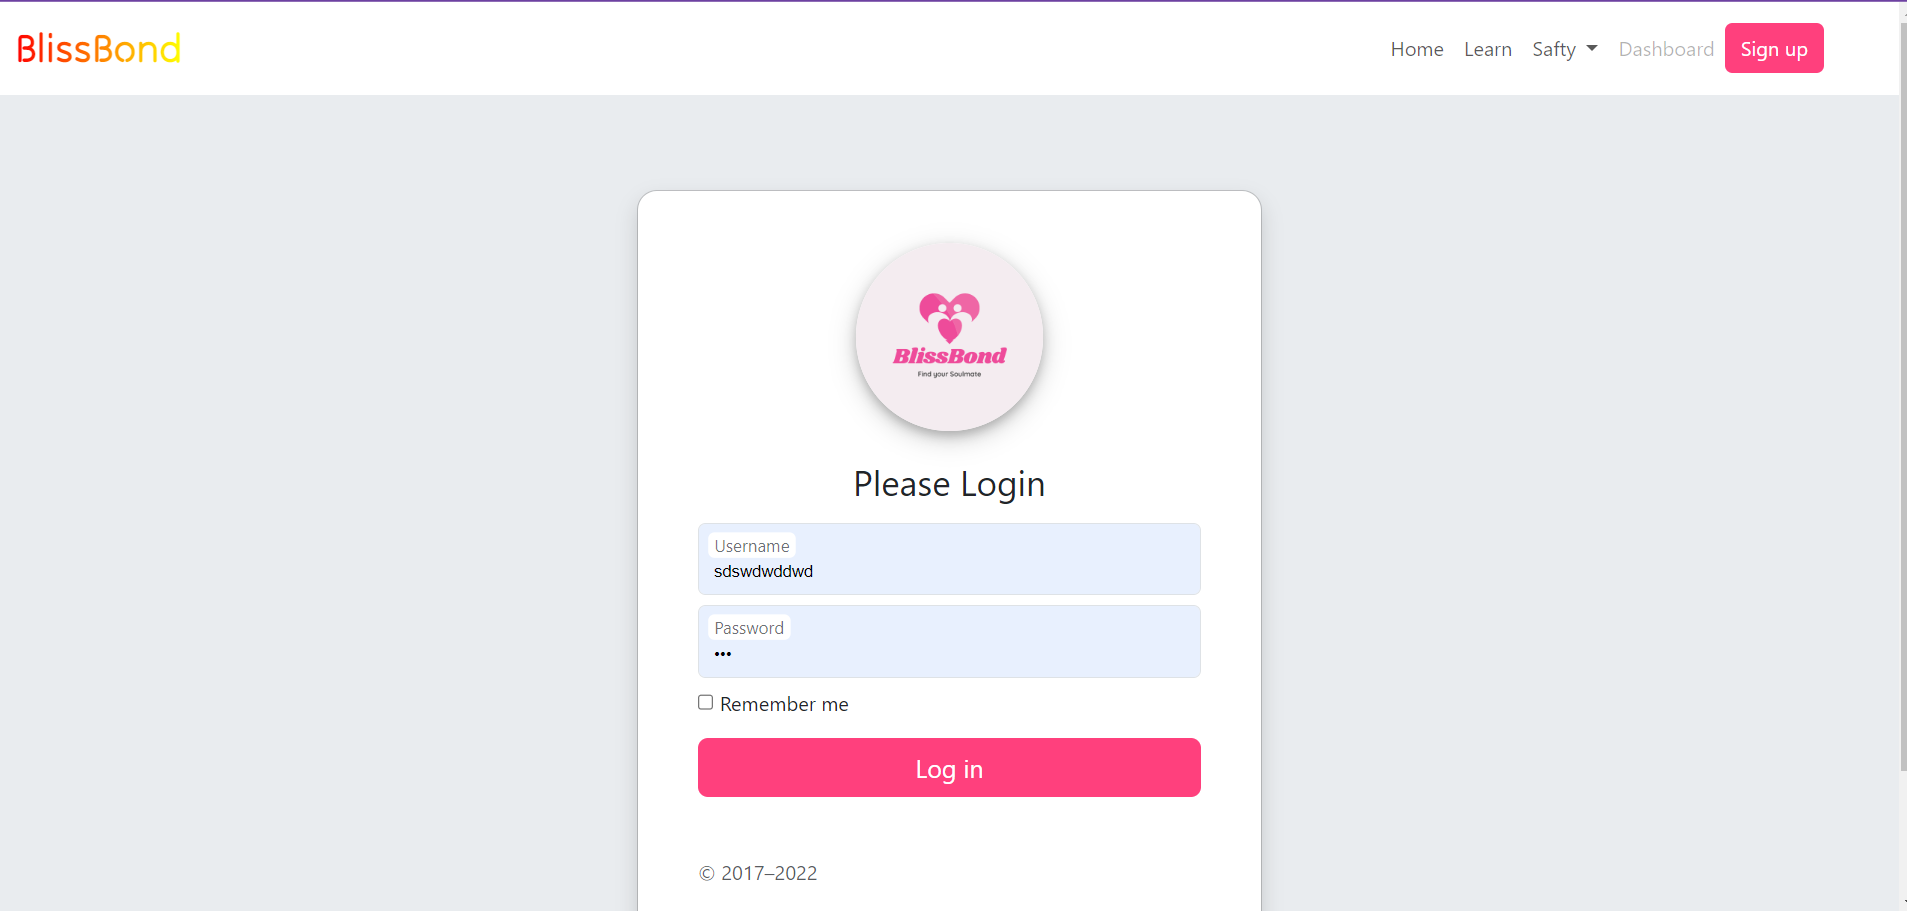 BlissBond
Home Learn Safty Dashboard Sign up
BlissBond
Find your Soulmate
Please Login
Username
sdswdwddwd
Password
•••
Remember me
Log in
© 2017–2022